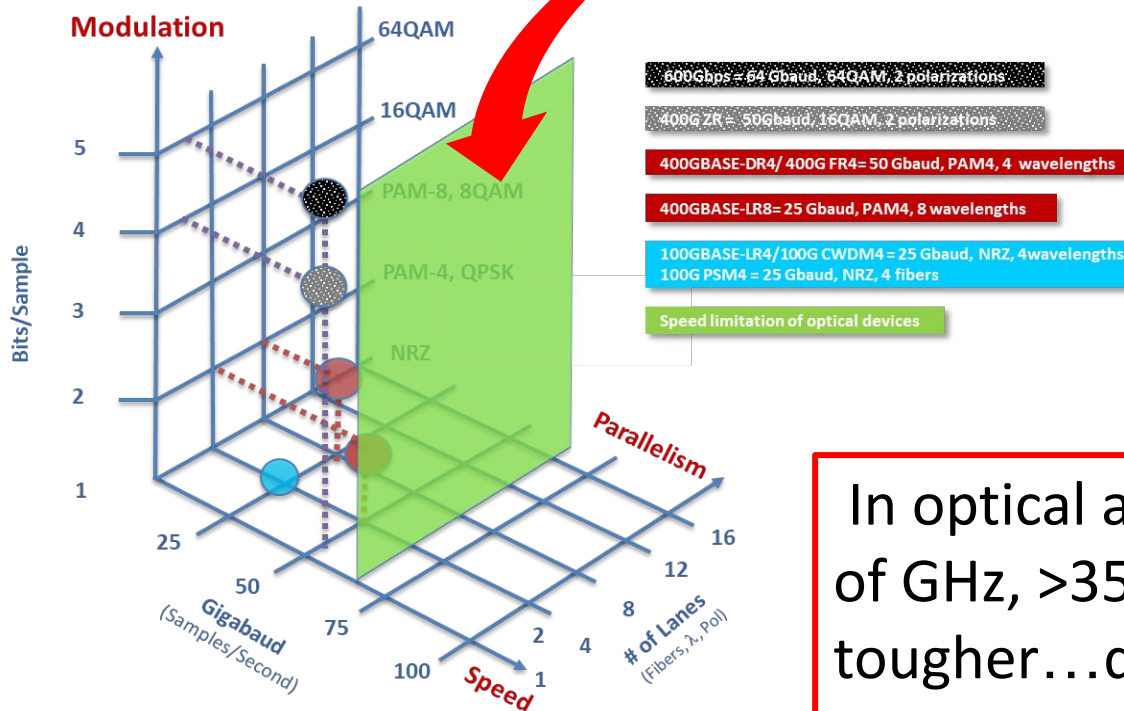 Modulation
64QAM
16QAM
PAM-8, 8QAM
PAM-4, QPSK
NRZ
5
4
3
2
1
Bits/Sample
25
50
75
100
Gigabaud
(Samples/Second)
Speed
1
2
4
8
12
16
# of Lanes
(Fibers, λ, Pol)
Parallelism
600Gbps = 64 Gbaud, 64QAM, 2 polarizations
400G ZR = 50Gbaud, 16QAM, 2 polarizations
400GBASE-DR4/ 400G FR4= 50 Gbaud, PAM4, 4 wavelengths
400GBASE-LR8= 25 Gbaud, PAM4, 8 wavelengths
100GBASE-LR4/100G CWDM4 = 25 Gbaud, NRZ, 4wavelengths
100G PSM4 = 25 Gbaud, NRZ, 4 fibers
Speed limitation of optical devices
In optical
of GHz, >35
tougher...